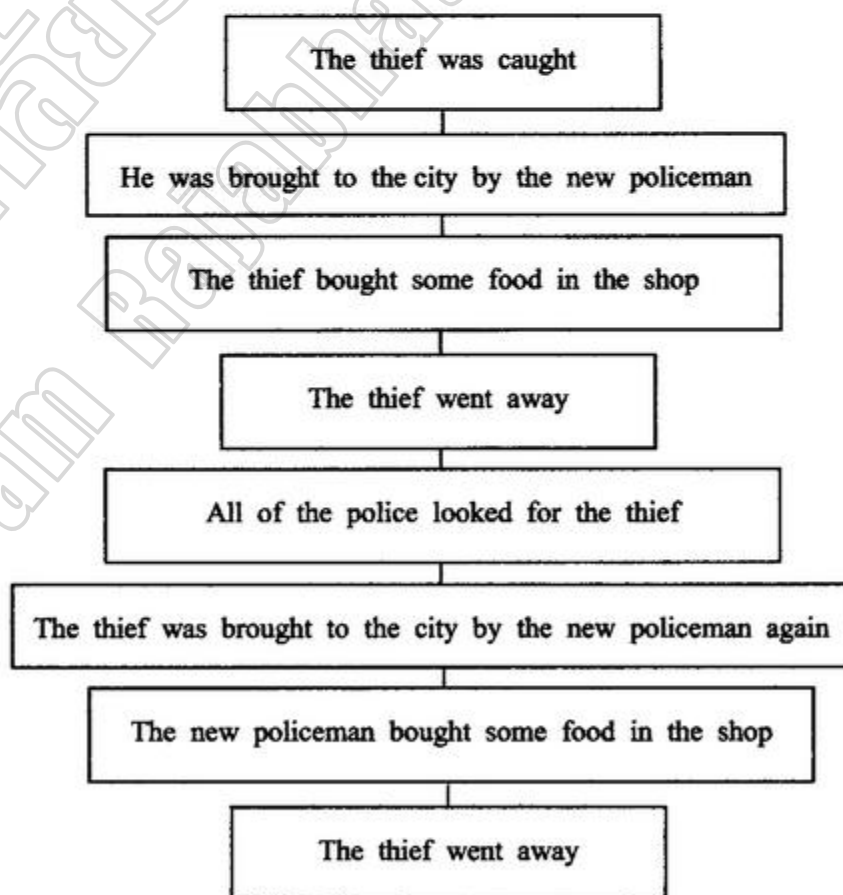 The thief was caught
He was brought to the city by the new policeman
The thief bought some food in the shop
The thief went away
All of the police looked for the thief
The thief was brought to the city by the new policeman again
The new policeman bought some food in the shop
The thief went away